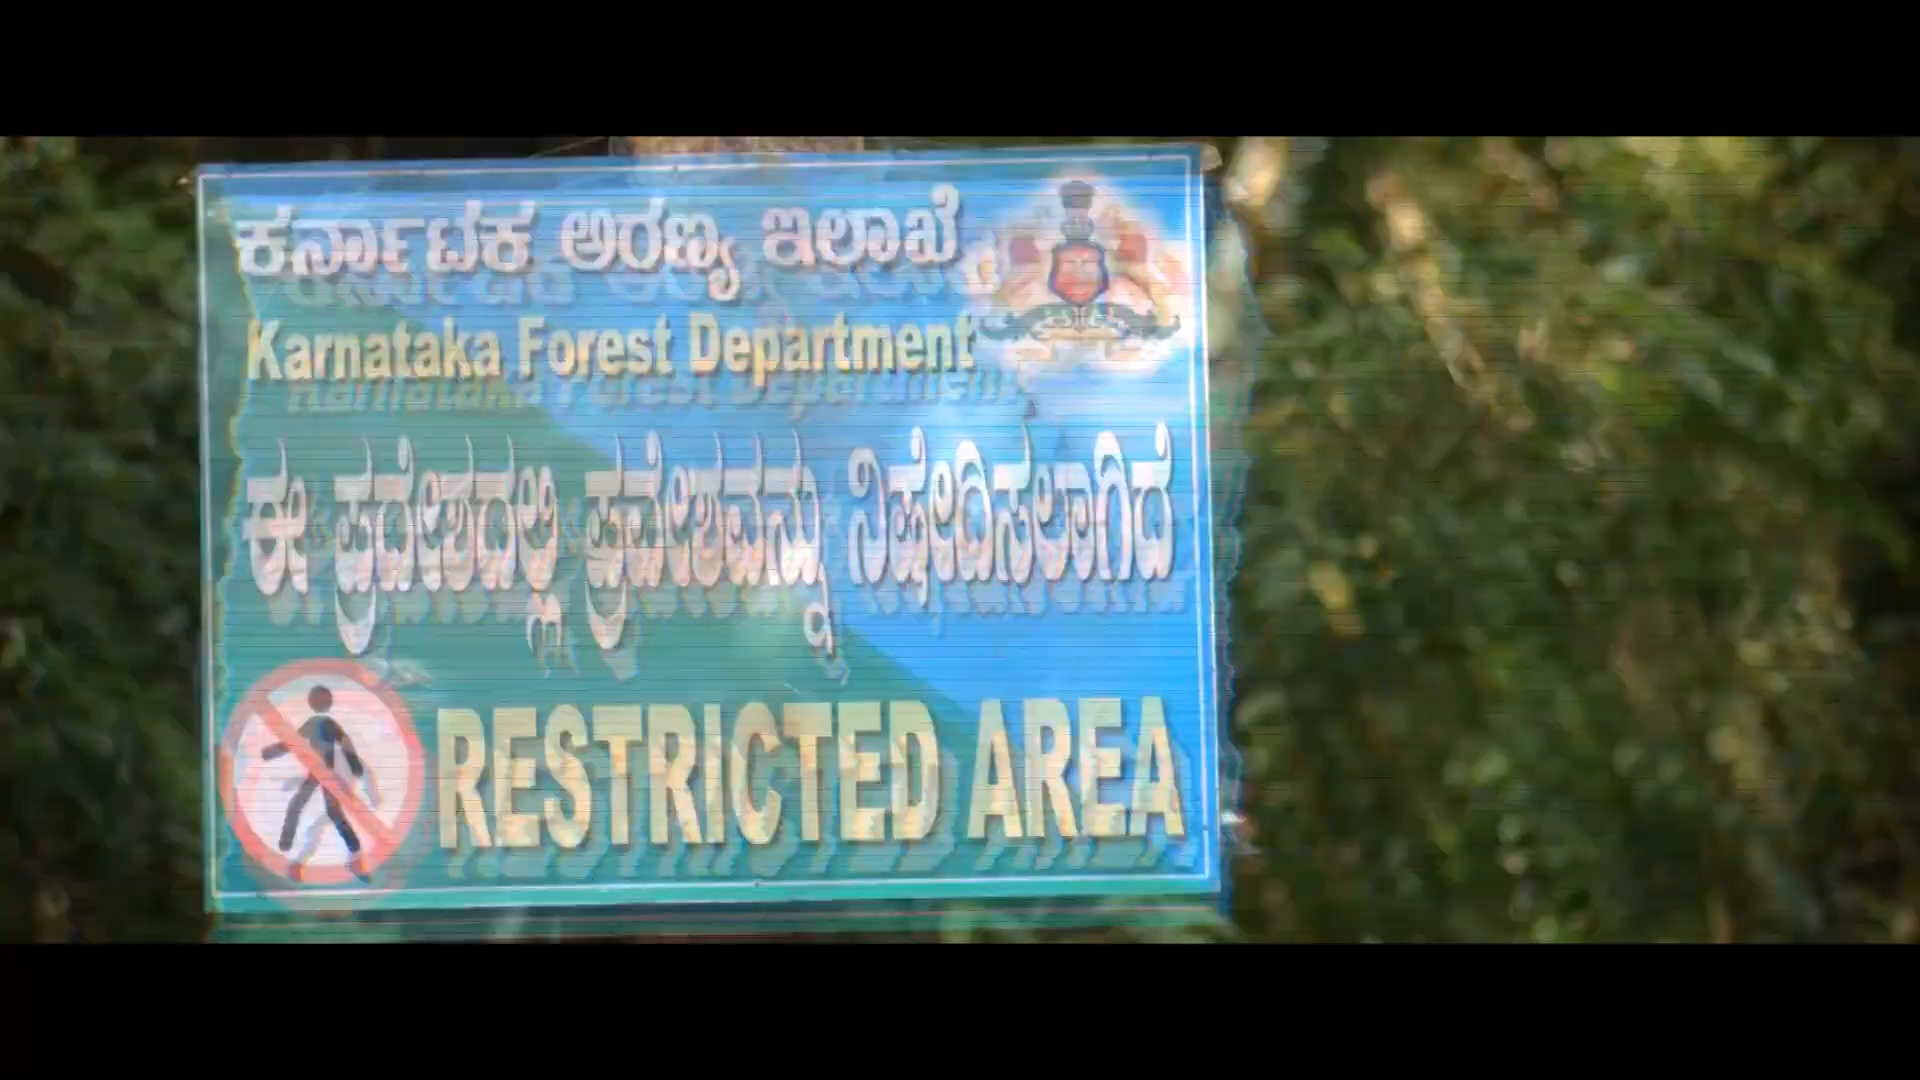 ಕರ್ನಾಟಕ ಅರಣ್ಯ ಇಲಾಖೆ
Karnataka Forest Department
ಈ ಪ್ರದೇಶದಲ್ಲಿ ಪ್ರವೇಶವನ್ನು ನಿಷೇದಿಸಲಾಗಿದೆ
RESTRICTED AREA